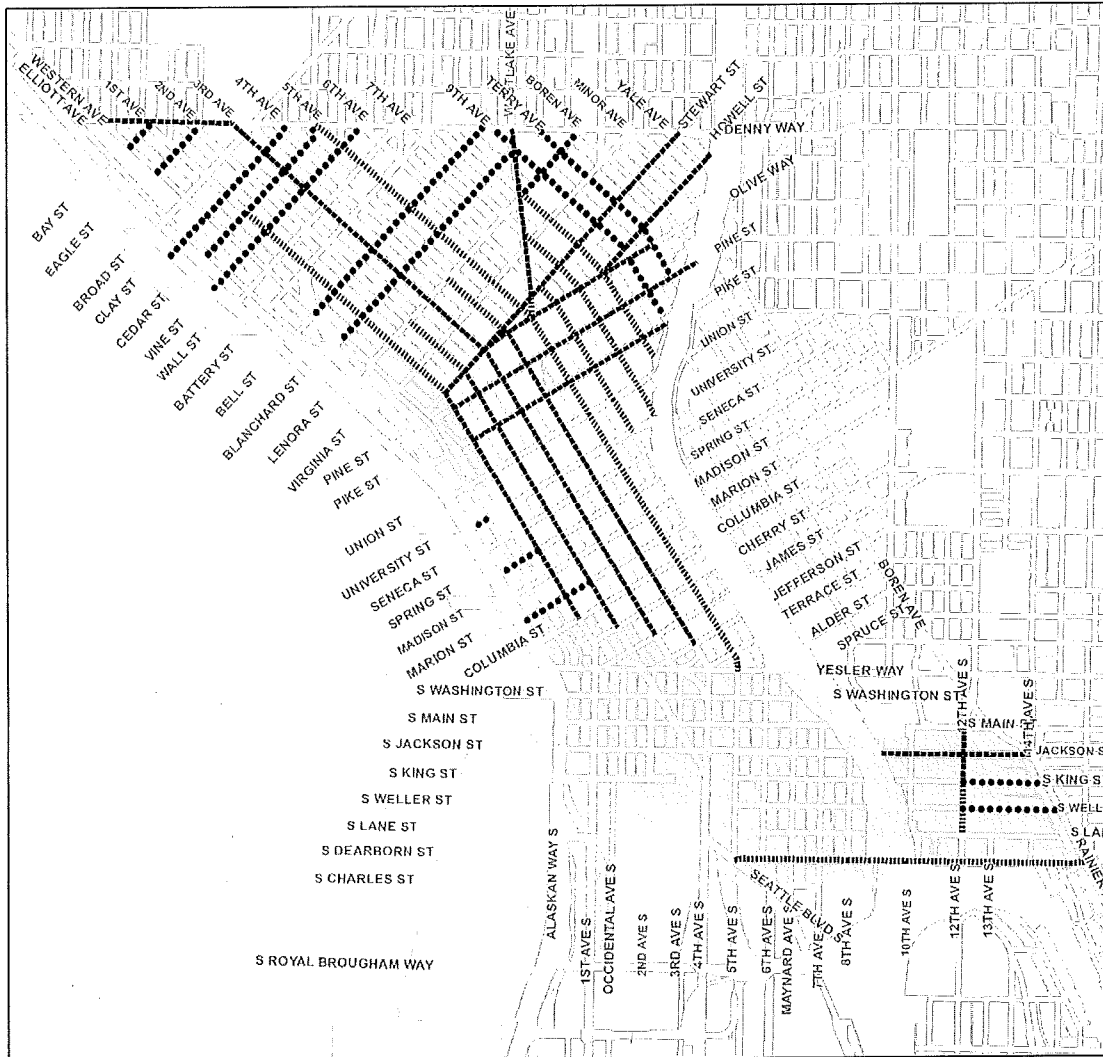 WESTERN AVE
ELLIOTT AVE
1ST AVE
2ND AVE
3RD AVE
4TH AVE
5TH AVE
6TH AVE
7TH AVE
9TH AVE
TERRY AVE
BOREN AVE
MINOR AVE
YALE AVE
STEWART ST
HOWELL ST
DENNY WAY
OLIVE WAY
PINE ST
PIKE ST
UNION ST
UNIVERSITY ST
SENECA ST
SPRING ST
MADISON ST
MARION ST
COLUMBIA ST
CHERRY ST
JAMES ST
JEFFERSON ST
TERRACE ST
ALDER ST
SPRUCE ST
BOREN AVE
YESLER WAY
S WASHINGTON ST
S MAIN
14TH AVE S
JACKSON S
S KING S
S WELL
S LA
RAINIER
BAY ST
EAGLE ST
BROAD ST
CLAY ST
CEDAR ST
VINE ST
WALL ST
BATTERY ST
BELL ST
BLANCHARD ST
LENORA ST
VIRGINIA ST
PINE ST
PIKE ST
UNION ST
UNIVERSITY ST
SENECA ST
SPRING ST
MADISON ST
MARION ST
COLUMBIA ST
S WASHINGTON ST
S MAIN ST
S JACKSON ST
S KING ST
S WELLER ST
S LANE ST
S DEARBORN ST
S CHARLES ST
S ROYAL BROUGHAM WAY
ALASKAN WAY S
1ST AVE S
OCCIDENTAL AVE S
2ND AVE S
3RD AVE S
4TH AVE S
5TH AVE S
6TH AVE S
MAYNARD AVE S
7TH AVE S
8TH AVE S
SEATTLE BLVD S
10TH AVE S
12TH AVE S
13TH AVE S